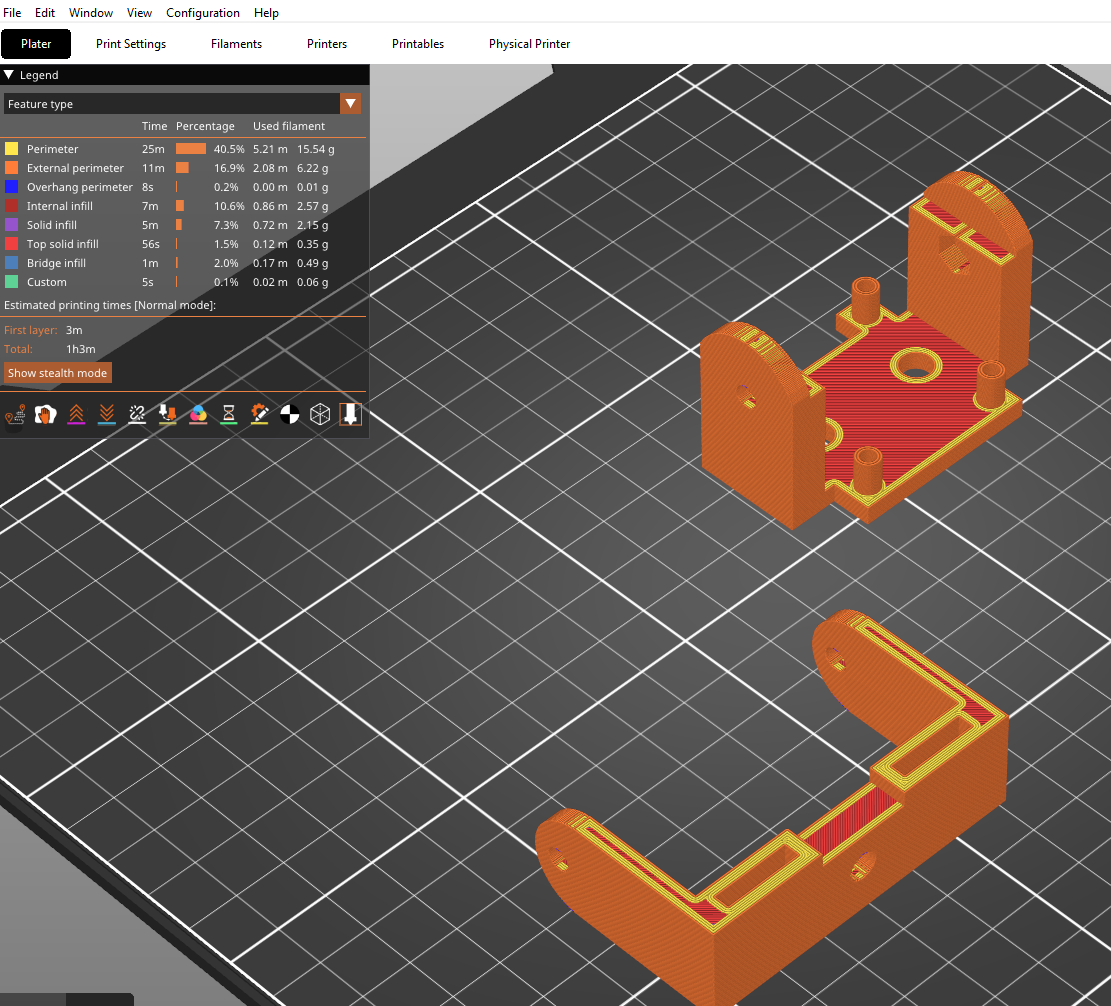 File Edit Window View Configuration Help
Plater Print Settings Filaments Printers Printables Physical Printer
Legend
Feature type
Time Percentage Used filament
Perimeter 25m 40.5% 5.21 m 15.54 g
External perimeter 11m 16.9% 2.08 m 6.22 g
Overhang perimeter 8s 0.2% 0.00 m 0.01 g
Internal infill 7m 10.6% 0.86 m 2.57 g
Solid infill 5m 7.3% 0.72 m 2.15 g
Top solid infill 56s 1.5% 0.12 m 0.35 g
Bridge infill 1m 2.0% 0.17 m 0.49 g
Custom 5s 0.1% 0.02 m 0.06 g
Estimated printing times [Normal mode]:
First layer: 3m
Total: 1h3m
Show stealth mode